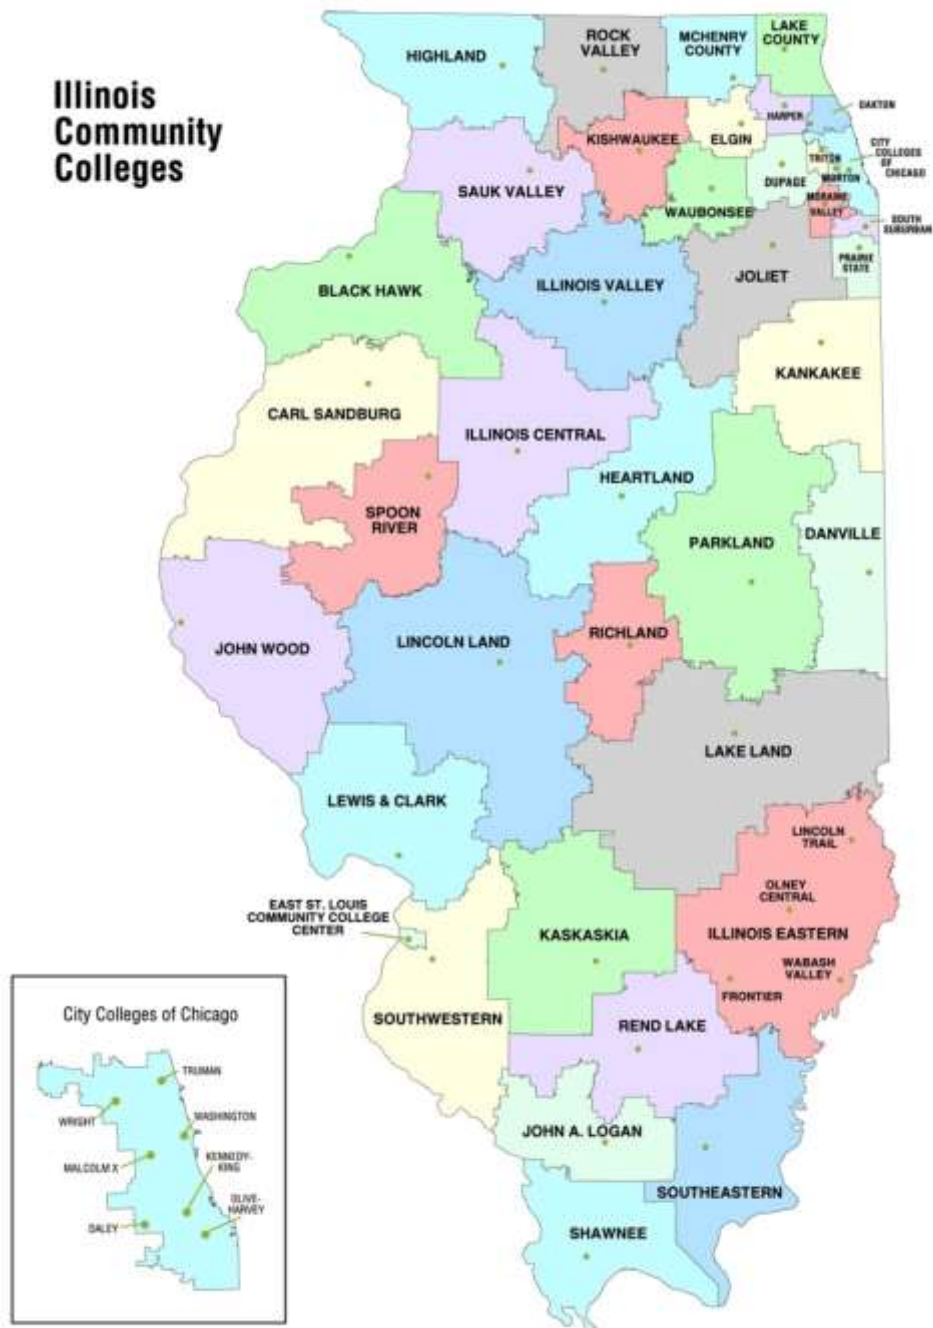 Illinois
Community
Colleges
HIGHLAND
ROCK
VALLEY
MCHENRY
COUNTY
LAKE
COUNTY
HARPER
OAKTON
KISHWAUKEE
ELGIN
CITY
COLLEGES
OF
CHICAGO
TRITON
MORTON
DUPAGE
SAUK VALLEY
WAUBONSEE
MORAINE
VALLEY
SOUTH
SUBURBAN
PRAIRIE
STATE
BLACK HAWK
ILLINOIS VALLEY
JOLIET
KANKAKEE
CARL SANDBURG
ILLINOIS CENTRAL
HEARTLAND
SPOON
RIVER
PARKLAND
DANVILLE
JOHN WOOD
LINCOLN LAND
RICHLAND
LAKE LAND
LEWIS & CLARK
LINCOLN
TRAIL
OLNEY
CENTRAL
EAST ST. LOUIS
COMMUNITY COLLEGE
CENTER
KASKASKIA
ILLINOIS EASTERN
WABASH
VALLEY
FRONTIER
SOUTHWESTERN
REND LAKE
JOHN A. LOGAN
SOUTHEASTERN
SHAWNEE
City Colleges of Chicago
TRUMAN
WRIGHT
WASHINGTON
MALCOLM X
KENNEDY-
KING
OLIVE-
HARVEY
DALEY